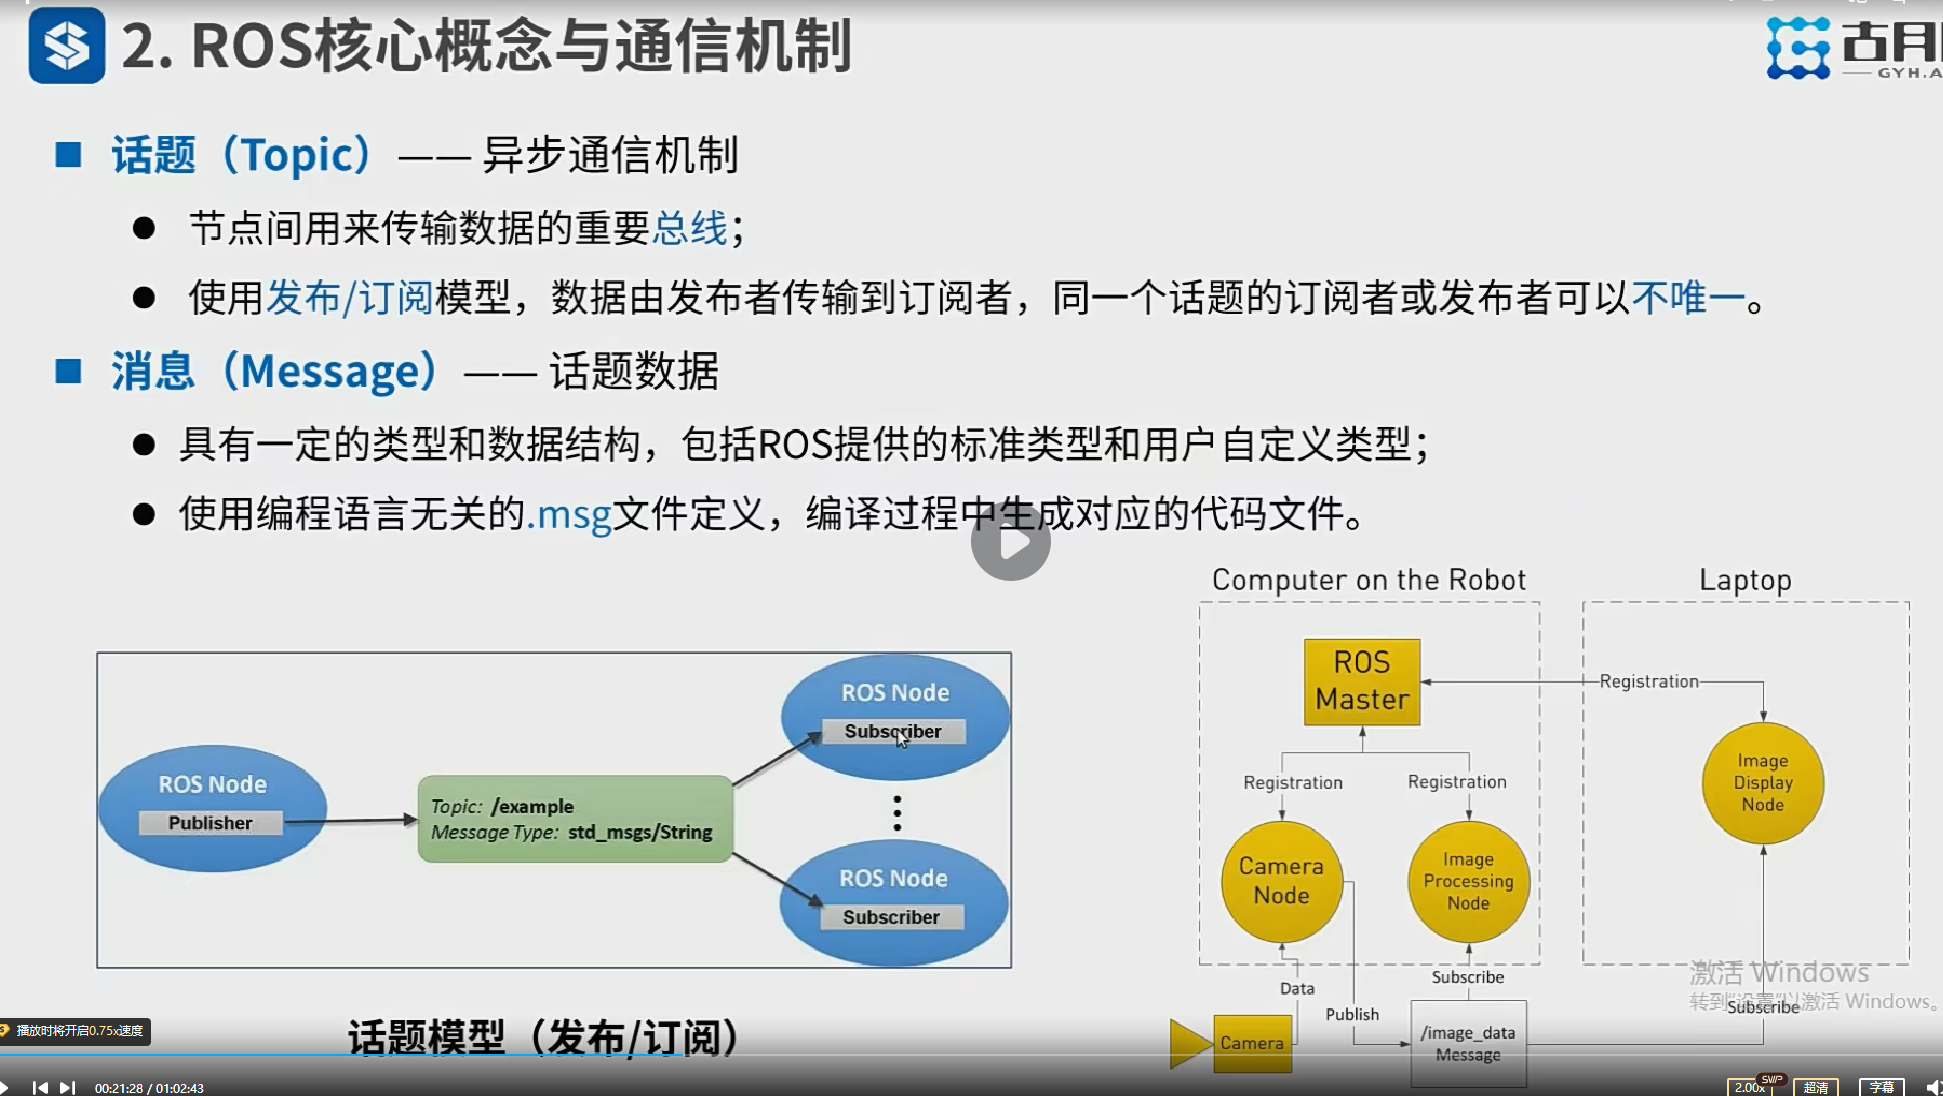 2. ROS核心概念与通信机制
古月
GYH.A
话题（Topic）—— 异步通信机制
节点间用来传输数据的重要总线；
使用发布/订阅模型，数据由发布者传输到订阅者，同一个话题的订阅者或发布者可以不唯一。
消息（Message）—— 话题数据
具有一定的类型和数据结构，包括ROS提供的标准类型和用户自定义类型；
使用编程语言无关的.msg文件定义，编译过程中生成对应的代码文件。
ROS Node
Publisher
Topic: /example
Message Type: std_msgs/String
ROS Node
Subscriber
ROS Node
Subscriber
话题模型（发布/订阅）
Computer on the Robot
Laptop
ROS
Master
Registration
Registration
Registration
Image
Display
Node
Camera
Node
Image
Processing
Node
Data
Publish
Subscribe
Subscribe
Camera
/image_data
Message
激活 Windows
转到"设置"以激活 Windows。
播放时将开启0.75x速度
00:21:28 / 01:02:43
2.00x
SVIP
超清
字幕